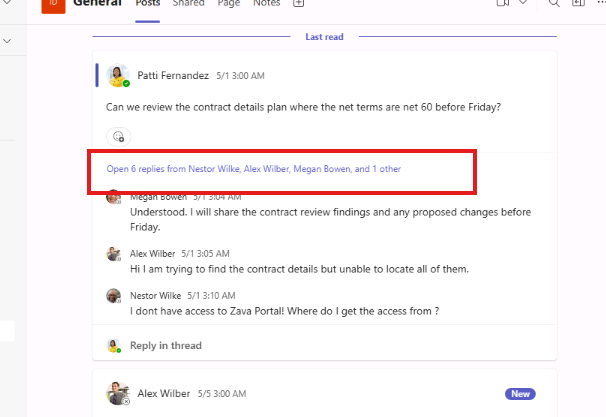 ID General Posts Shared Page Notes
Last read
Patti Fernandez 5/1 3:00 AM
Can we review the contract details plan where the net terms are net 60 before Friday?
Open 6 replies from Nestor Wilke, Alex Wilber, Megan Bowen, and 1 other
Megan Bowen 5/1 3:04 AM
Understood. I will share the contract review findings and any proposed changes before
Friday.
Alex Wilber 5/1 3:05 AM
Hi I am trying to find the contract details but unable to locate all of them.
Nestor Wilke 5/1 3:10 AM
I dont have access to Zava Portal! Where do I get the access from ?
Reply in thread
Alex Wilber 5/5 3:00 AM New